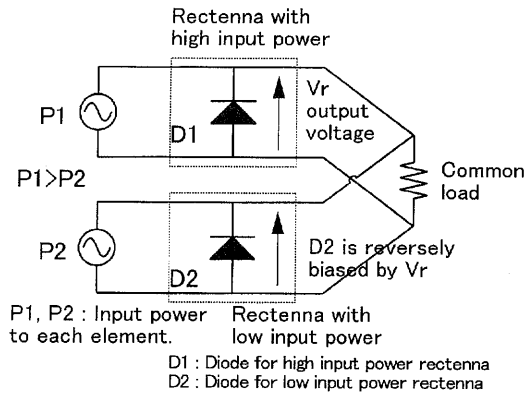 Rectenna with
high input power
Vr
output
voltage
P1
D1
P1>P2
Common
load
P2
D2
D2 is reversely
biased by Vr
P1, P2 : Input power
to each element.
Rectenna with
low input power
D1 : Diode for high input power rectenna
D2 : Diode for low input power rectenna